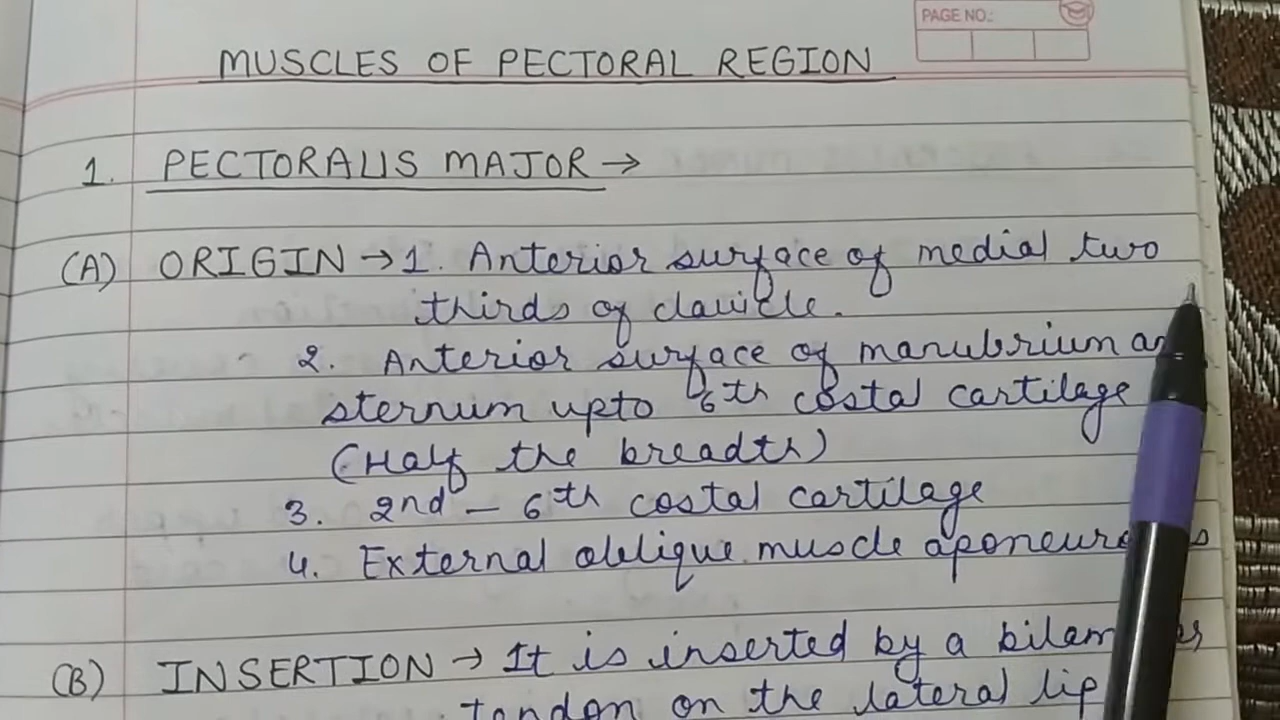 PAGE NO.:
MUSCLES OF PECTORAL REGION
1. PECTORALIS MAJOR →
(A) ORIGIN → 1. Anterior surface of medial two
thirds of clavicle.
2. Anterior surface of manubrium
sternum upto 6th costal cartilage
(Half the breadth)
3. 2nd – 6th costal cartilage
4. External oblique muscle
(B) INSERTION → It is inserted by a
tendon on the lateral lip